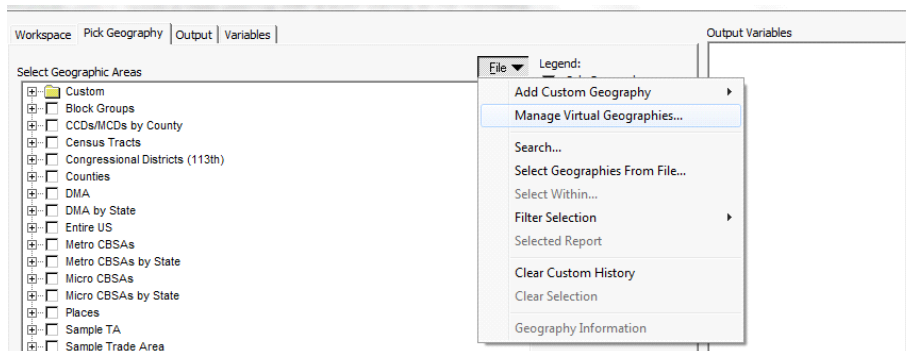 Workspace Pick Geography Output Variables
Output Variables
Select Geographic Areas
File
Legend:
Custom
Block Groups
CCDs/MCDs by County
Census Tracts
Congressional Districts (113th)
Counties
DMA
DMA by State
Entire US
Metro CBSAs
Metro CBSAs by State
Micro CBSAs
Micro CBSAs by State
Places
Sample TA
Sample Trade Area
Add Custom Geography
Manage Virtual Geographies...
Search...
Select Geographies From File...
Select Within...
Filter Selection
Selected Report
Clear Custom History
Clear Selection
Geography Information